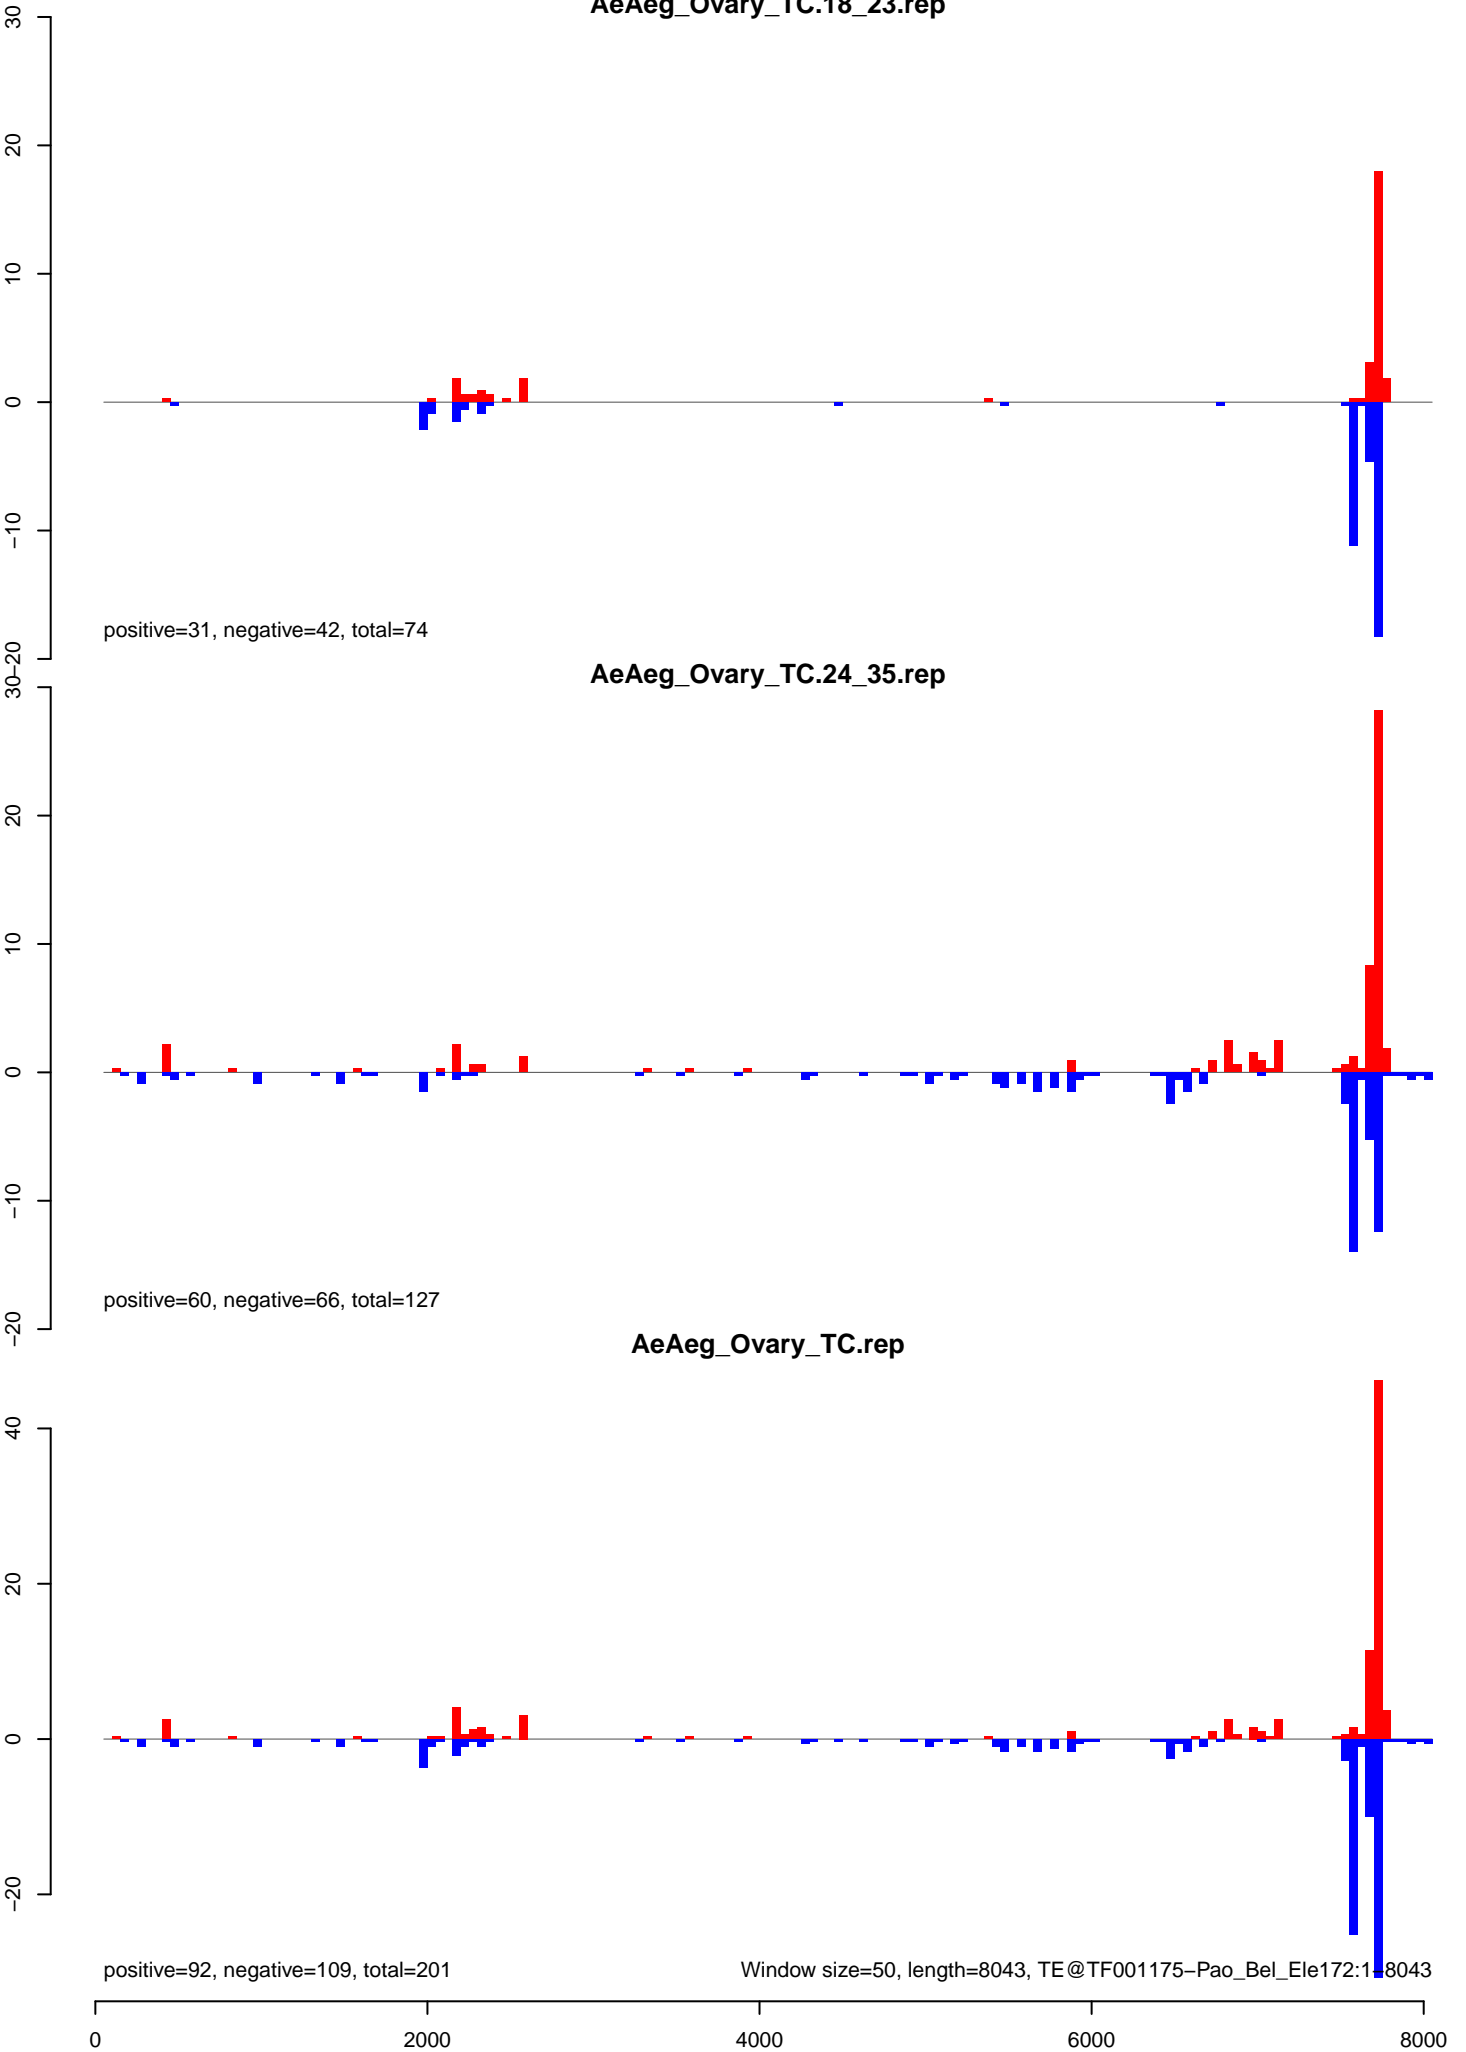 AeAeg_Ovary_TC.18_23.rep
30
20
10
0
−10
−20
positive=31, negative=42, total=74
AeAeg_Ovary_TC.24_35.rep
30
20
10
0
−10
−20
positive=60, negative=66, total=127
AeAeg_Ovary_TC.rep
40
20
0
−20
positive=92, negative=109, total=201
Window size=50, length=8043, TE@TF001175−Pao_Bel_Ele172:1−8043
0 2000 4000 6000 8000